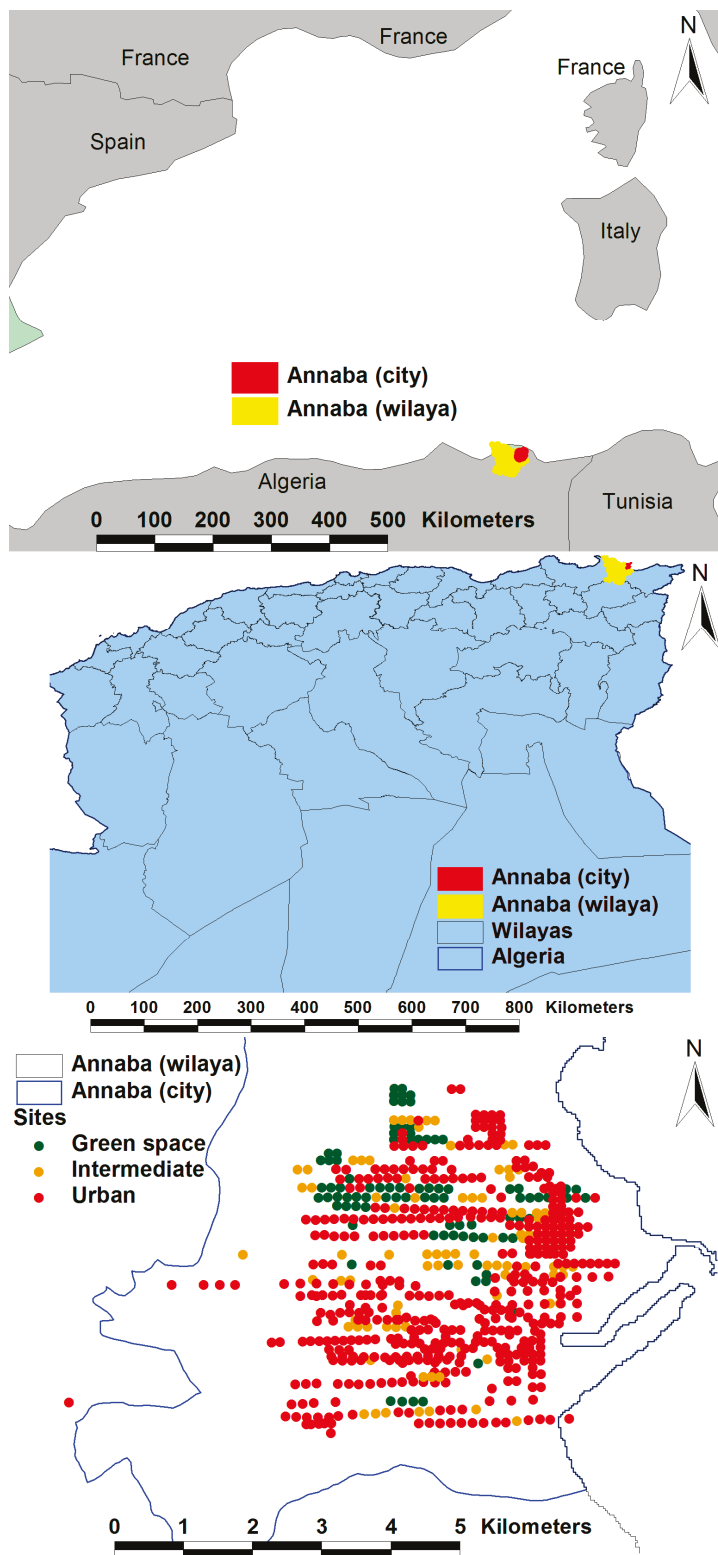 France
France
France
N
Spain
Italy
Annaba (city)
Annaba (wilaya)
Algeria
Tunisia
0 100 200 300 400 500 Kilometers
N
Annaba (city)
Annaba (wilaya)
Wilayas
Algeria
0 100 200 300 400 500 600 700 800 Kilometers
N
Annaba (wilaya)
Annaba (city)
Sites
Green space
Intermediate
Urban
0 1 2 3 4 5 Kilometers